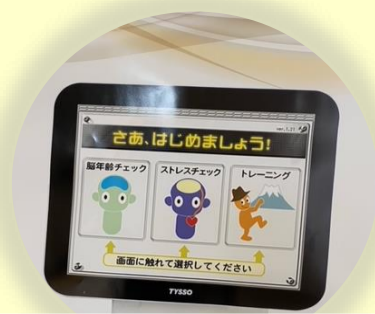 さあ、はじめましょう!
脳年齢チェック
ストレスチェック
トレーニング
画面に触れて選択してください
TYSSO